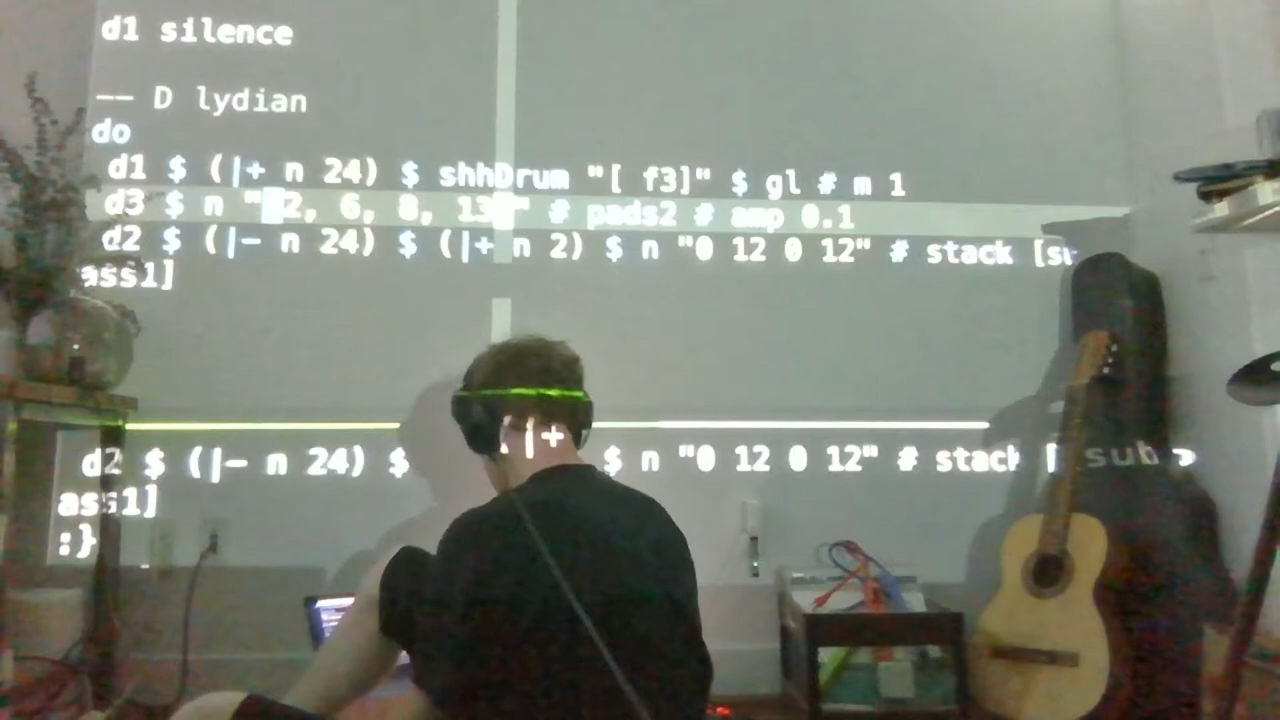 d1 silence
-- D lydian
do
d1 $ (|+ n 24) $ shhDrum "[ f3]" $ gl # m 1
d3 $ n " 2, 6, 8, 13 " # pads2 # amp 0.1
d2 $ (|- n 24) $ (|+ n 2) $ n "0 12 0 12" # stack [su
ass1]
d2 $ (|- n 24) $ (|+ $ n "0 12 0 12" # stack [ sub
ass1]
:}